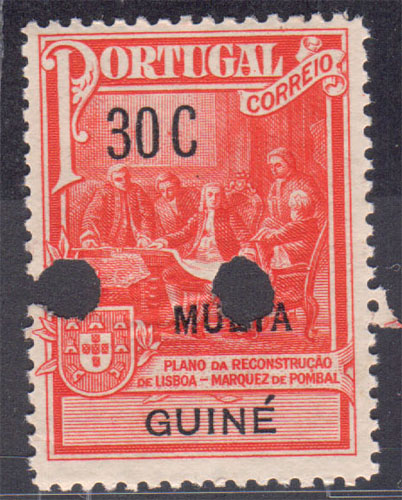 PORTUGAL
CORREIO
30 C
MULTA
PLANO DA RECONSTRUÇÃO
DE LISBOA – MARQUEZ DE POMBAL
GUINÉ